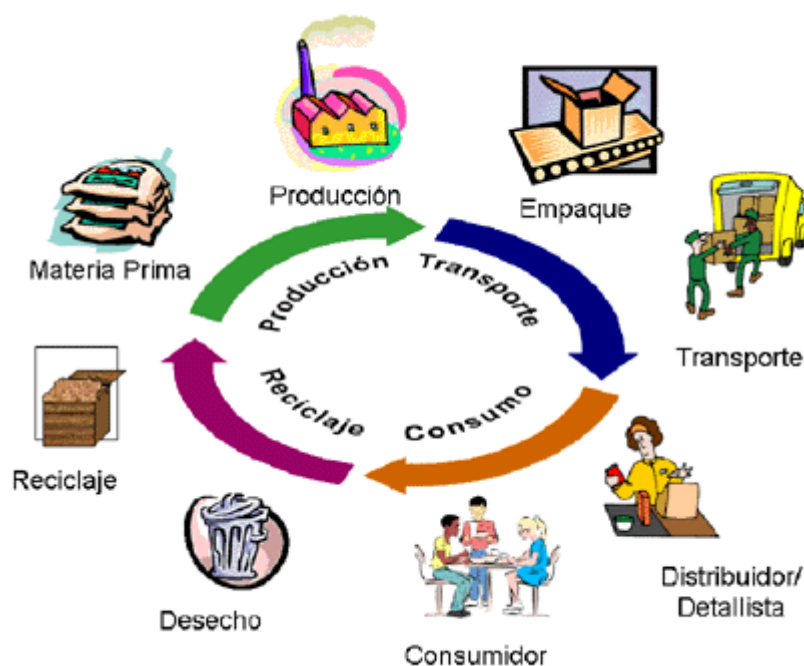 Producción
Empaque
Materia Prima
Producción
Transporte
Transporte
Reciclaje
Consumo
Reciclaje
Distribuidor/
Detallista
Desecho
Consumidor